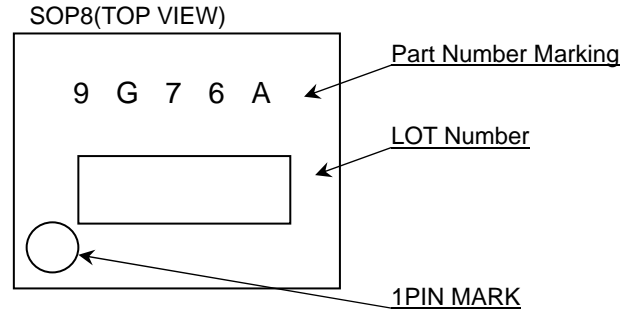 SOP8(TOP VIEW)
Part Number Marking
9 G 7 6 A
LOT Number
1PIN MARK